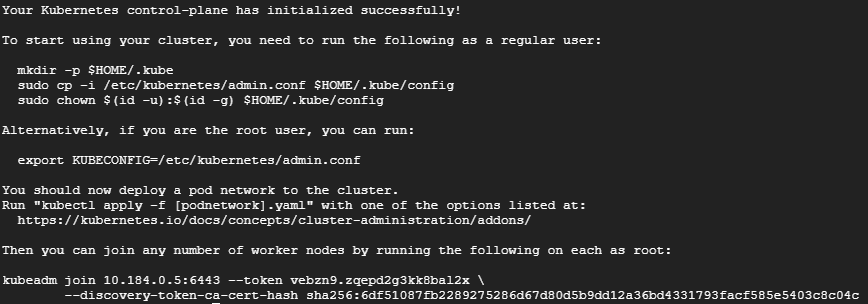 Your Kubernetes control-plane has initialized successfully!
To start using your cluster, you need to run the following as a regular user:
mkdir -p $HOME/.kube
sudo cp -i /etc/kubernetes/admin.conf $HOME/.kube/config
sudo chown $(id -u):$(id -g) $HOME/.kube/config
Alternatively, if you are the root user, you can run:
export KUBECONFIG=/etc/kubernetes/admin.conf
You should now deploy a pod network to the cluster.
Run "kubectl apply -f [podnetwork].yaml" with one of the options listed at:
https://kubernetes.io/docs/concepts/cluster-administration/addons/
Then you can join any number of worker nodes by running the following on each as root:
kubeadm join 10.184.0.5:6443 --token vebzn9.zqepd2g3kk8bal2x \
--discovery-token-ca-cert-hash sha256:6df51087fb2289275286d67d80d5b9dd12a36bd4331793facf585e5403c8c04c